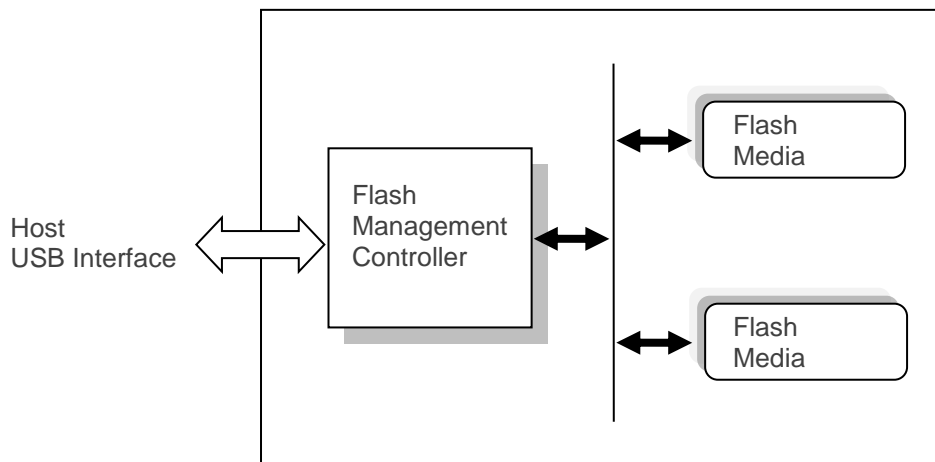 Host
USB Interface
Flash
Management
Controller
Flash
Media
Flash
Media